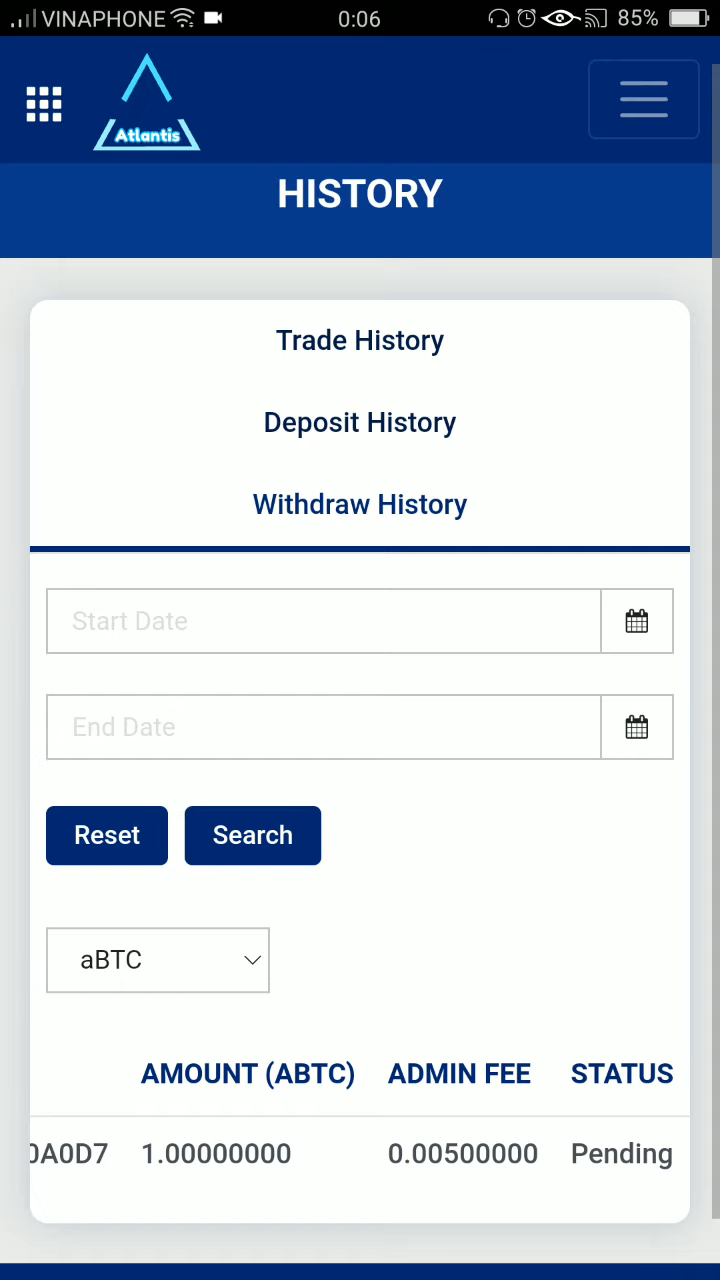 VINAPHONE 0:06 85%
Atlantis
HISTORY
Trade History
Deposit History
Withdraw History
Start Date
End Date
Reset Search
aBTC
AMOUNT (ABTC) ADMIN FEE STATUS
0A0D7 1.00000000 0.00500000 Pending